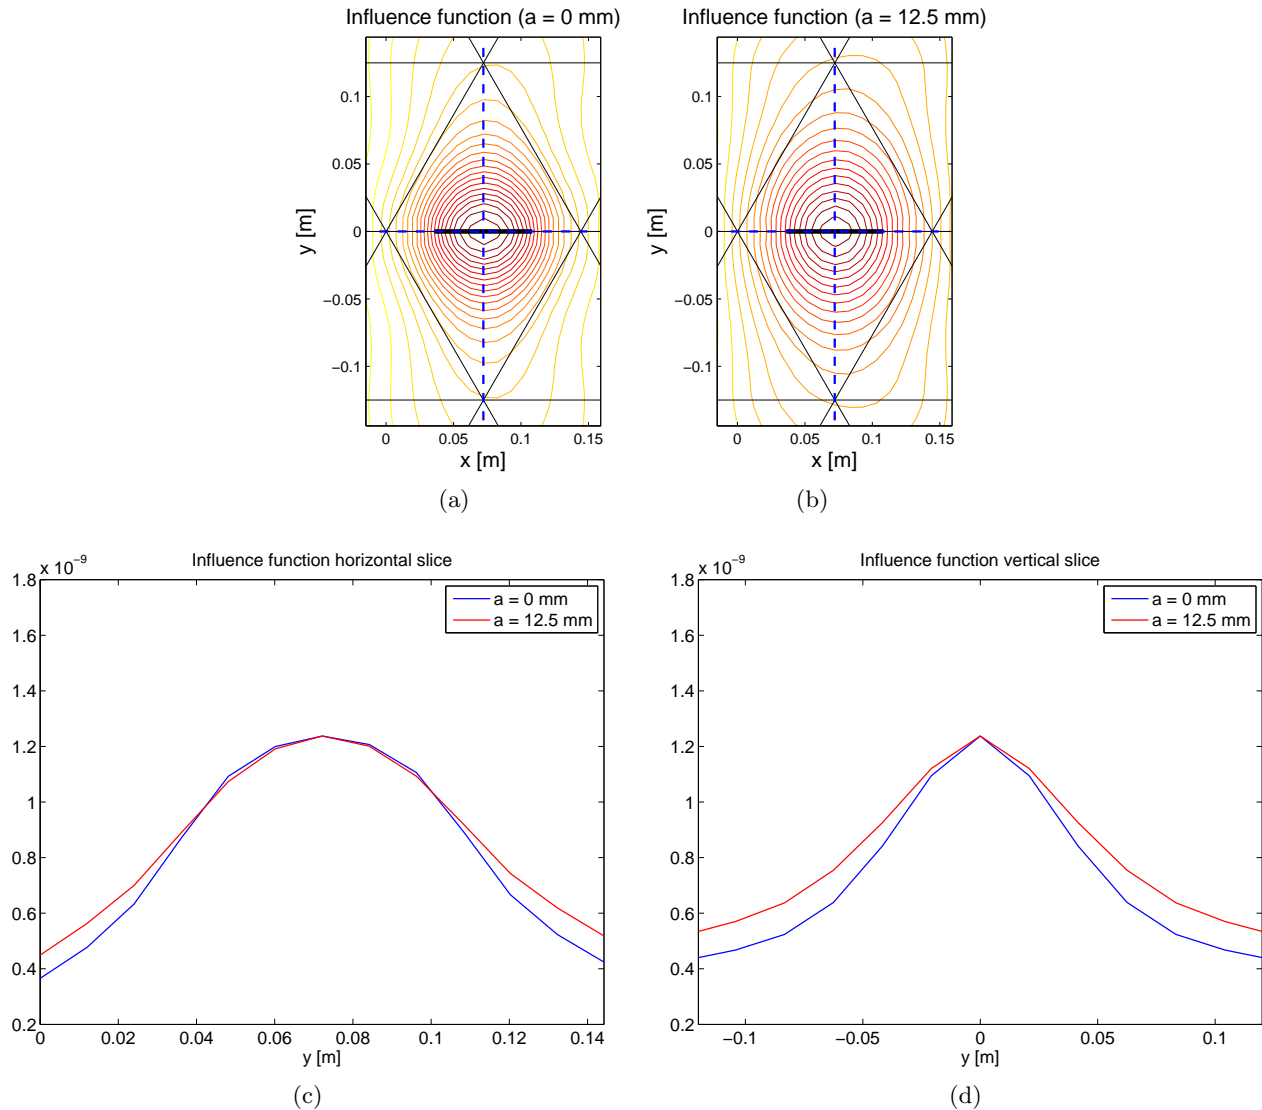 Influence function (a = 0 mm)
0.1
0.05
0
−0.05
−0.1
y [m]
0 0.05 0.1 0.15
x [m]
(a)
Influence function (a = 12.5 mm)
0.1
0.05
0
−0.05
−0.1
y [m]
0 0.05 0.1 0.15
x [m]
(b)
Influence function horizontal slice
x 10⁻⁹
1.8
1.6
1.4
1.2
1
0.8
0.6
0.4
0.2
a = 0 mm
a = 12.5 mm
0 0.02 0.04 0.06 0.08 0.1 0.12 0.14
y [m]
(c)
Influence function vertical slice
x 10⁻⁹
1.8
1.6
1.4
1.2
1
0.8
0.6
0.4
0.2
a = 0 mm
a = 12.5 mm
−0.1 −0.05 0 0.05 0.1
y [m]
(d)